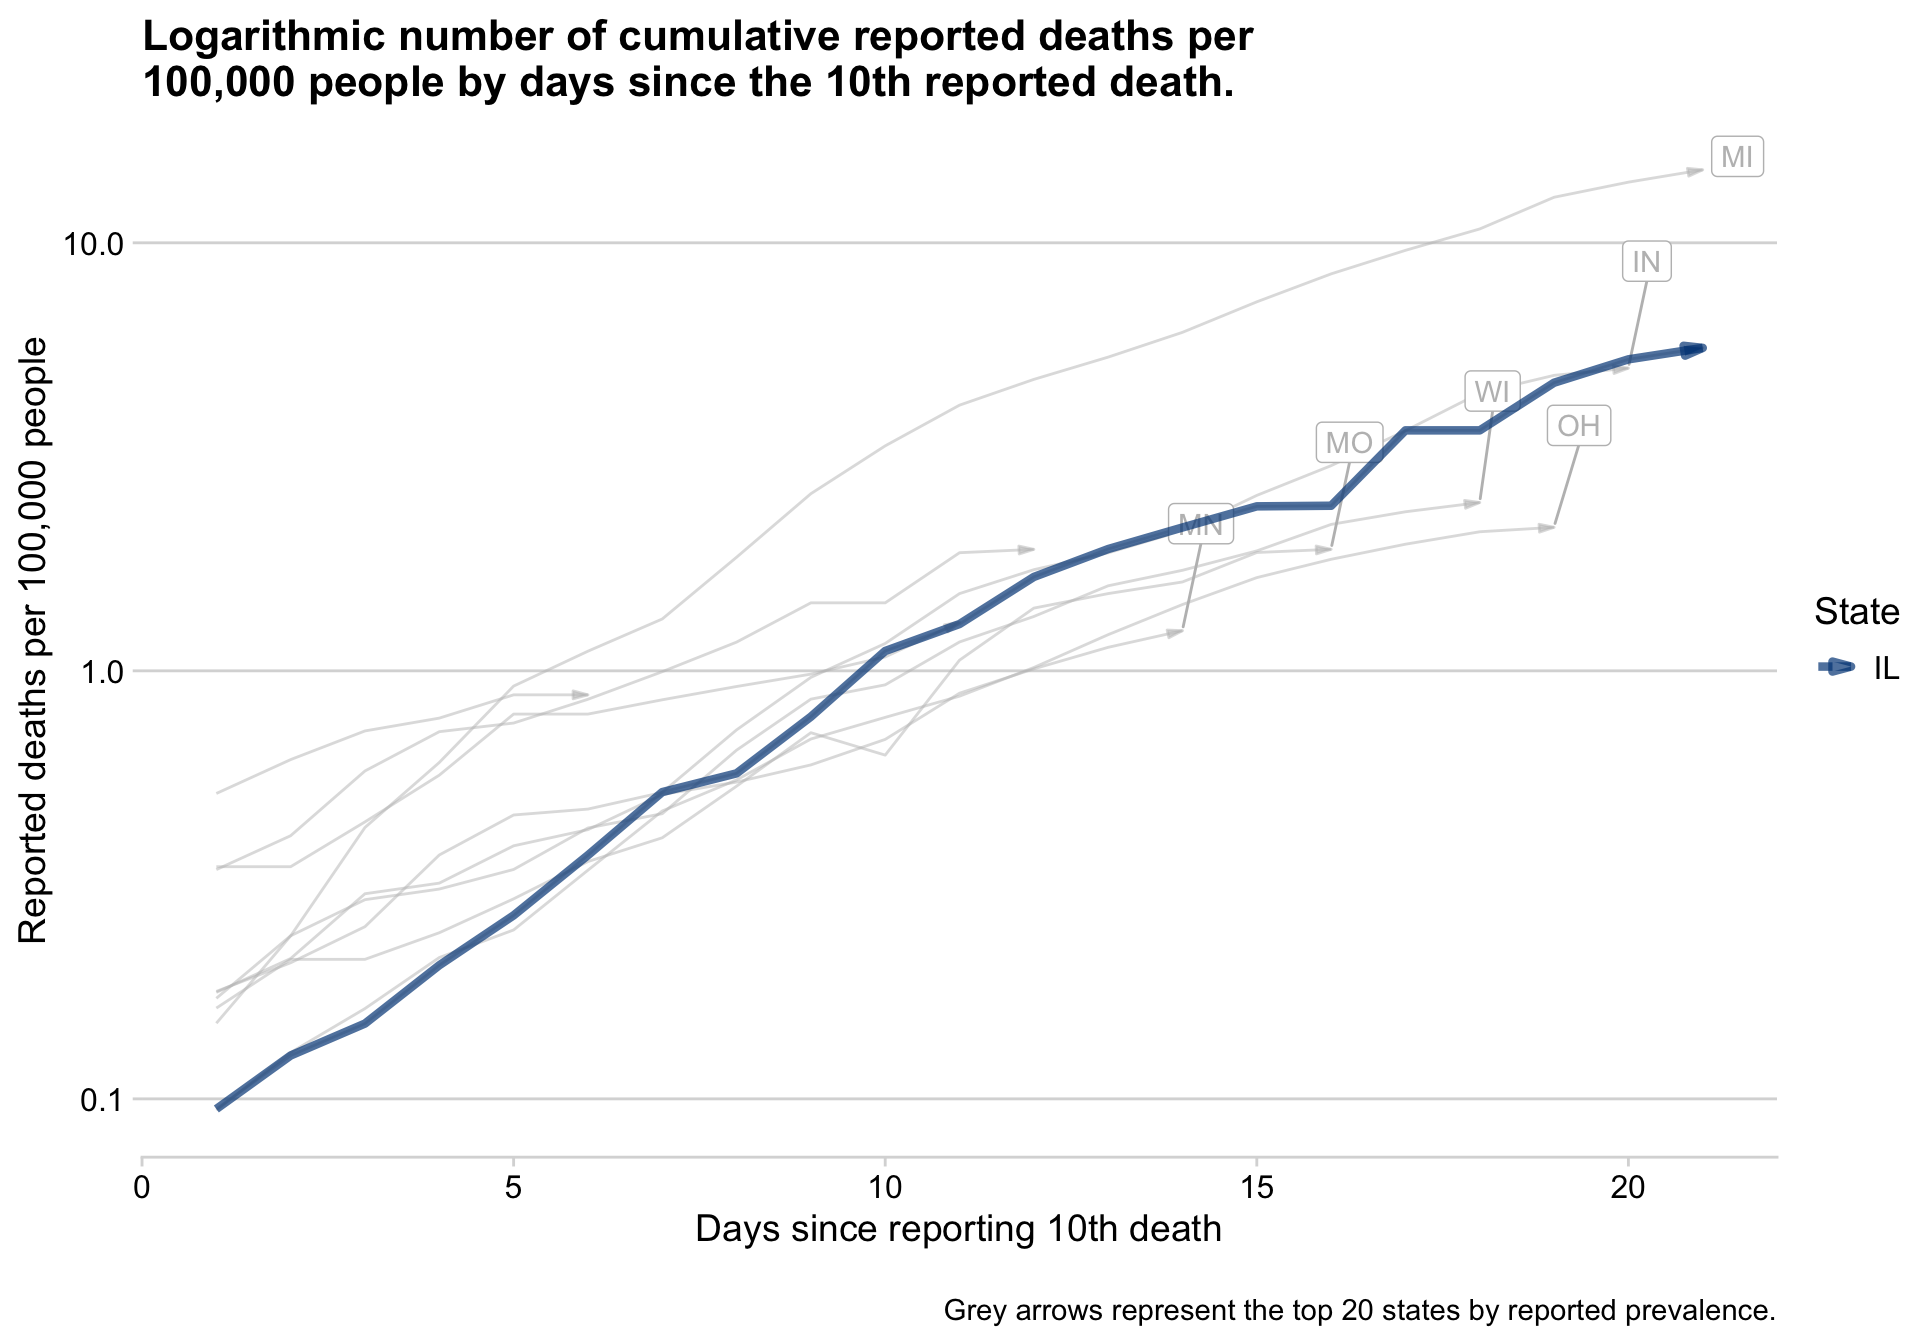 Logarithmic number of cumulative reported deaths per
100,000 people by days since the 10th reported death.
MI
10.0
IN
WI
OH
MO
MN
Reported deaths per 100,000 people
1.0
State
IL
0.1
0
5
10
15
20
Days since reporting 10th death
Grey arrows represent the top 20 states by reported prevalence.